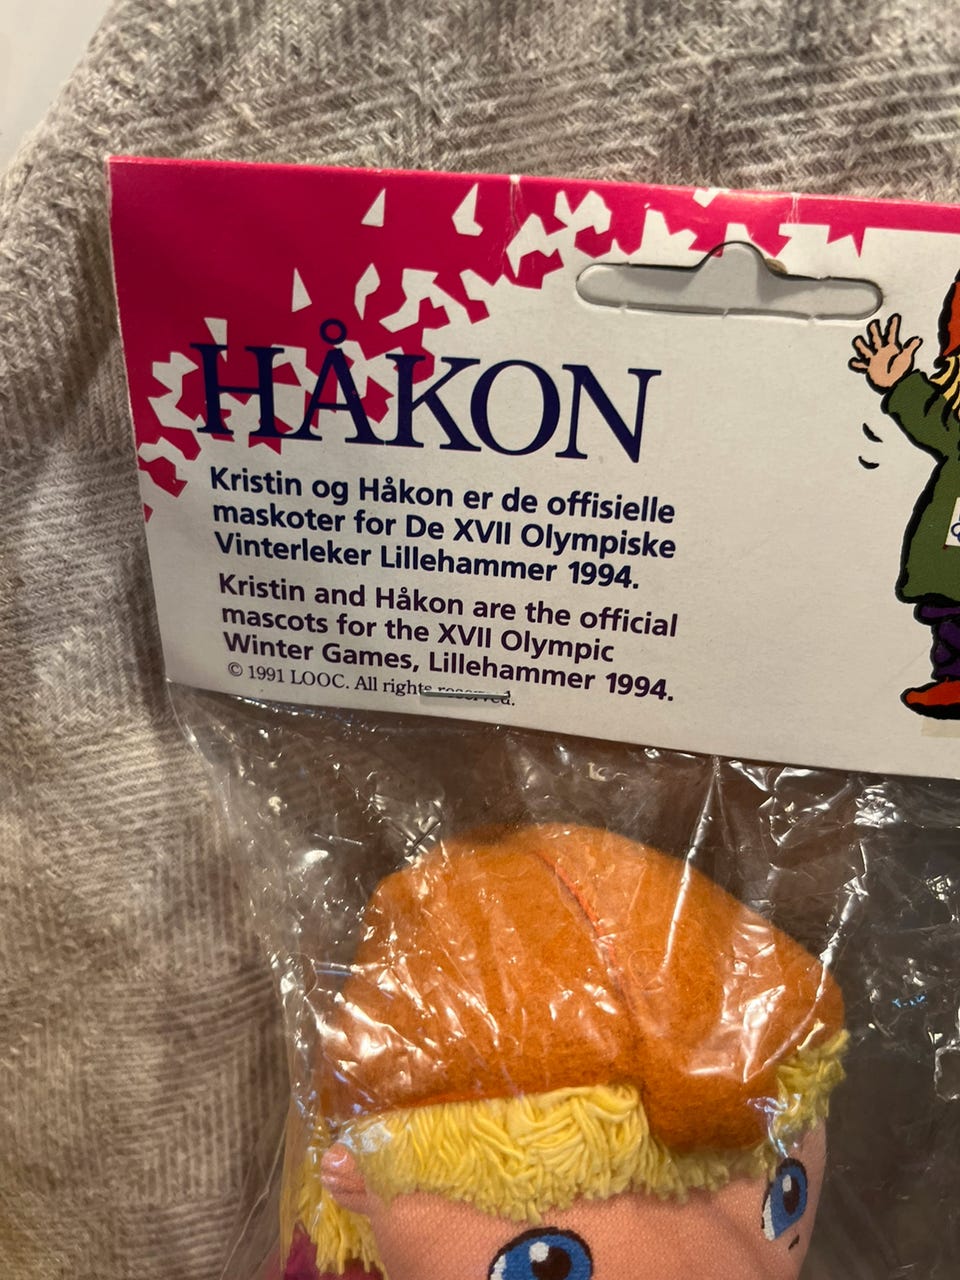 HÅKON
Kristin og Håkon er de offisielle
maskoter for De XVII Olympiske
Vinterleker Lillehammer 1994.
Kristin and Håkon are the official
mascots for the XVII Olympic
Winter Games, Lillehammer 1994.
© 1991 LOOC. All rights reserved.